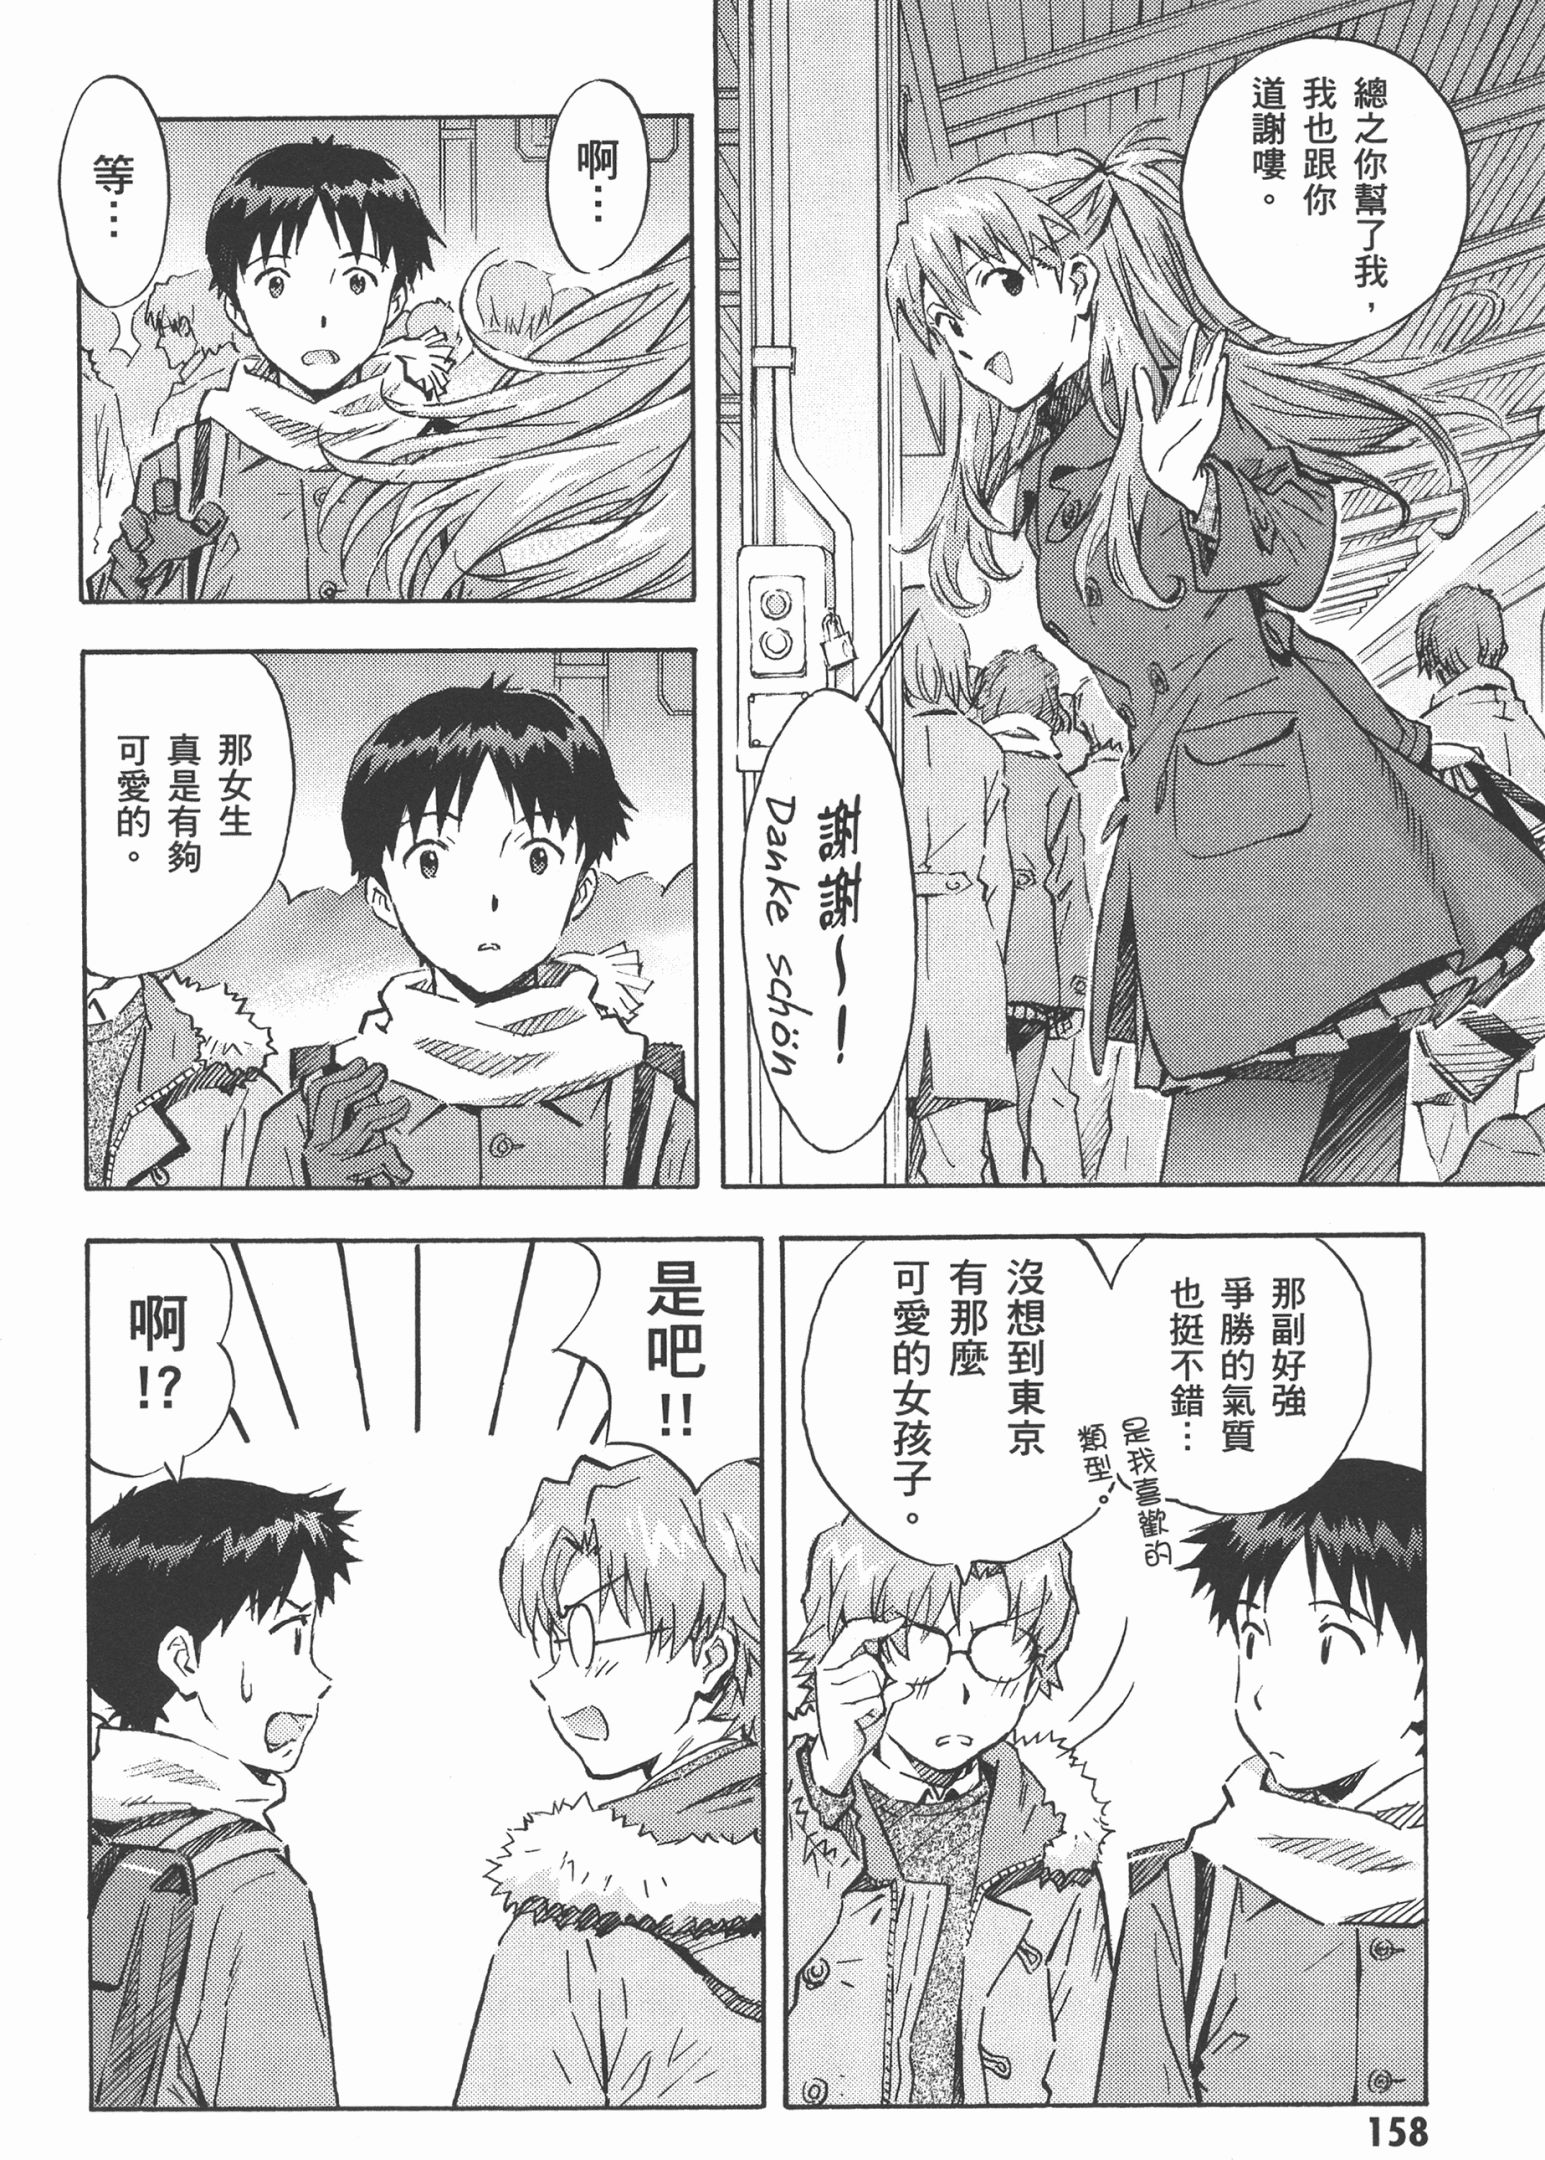 總之你幫了我，
我也跟你
道謝嘍。
謝謝～！
Danke schön
啊…
等…
那女生
真是有夠
可愛的。
那副好強
爭勝的氣質
也挺不錯…
是我喜歡的
類型。
沒想到東京
有那麼
可愛的女孩子。
是吧!!
啊!?
158